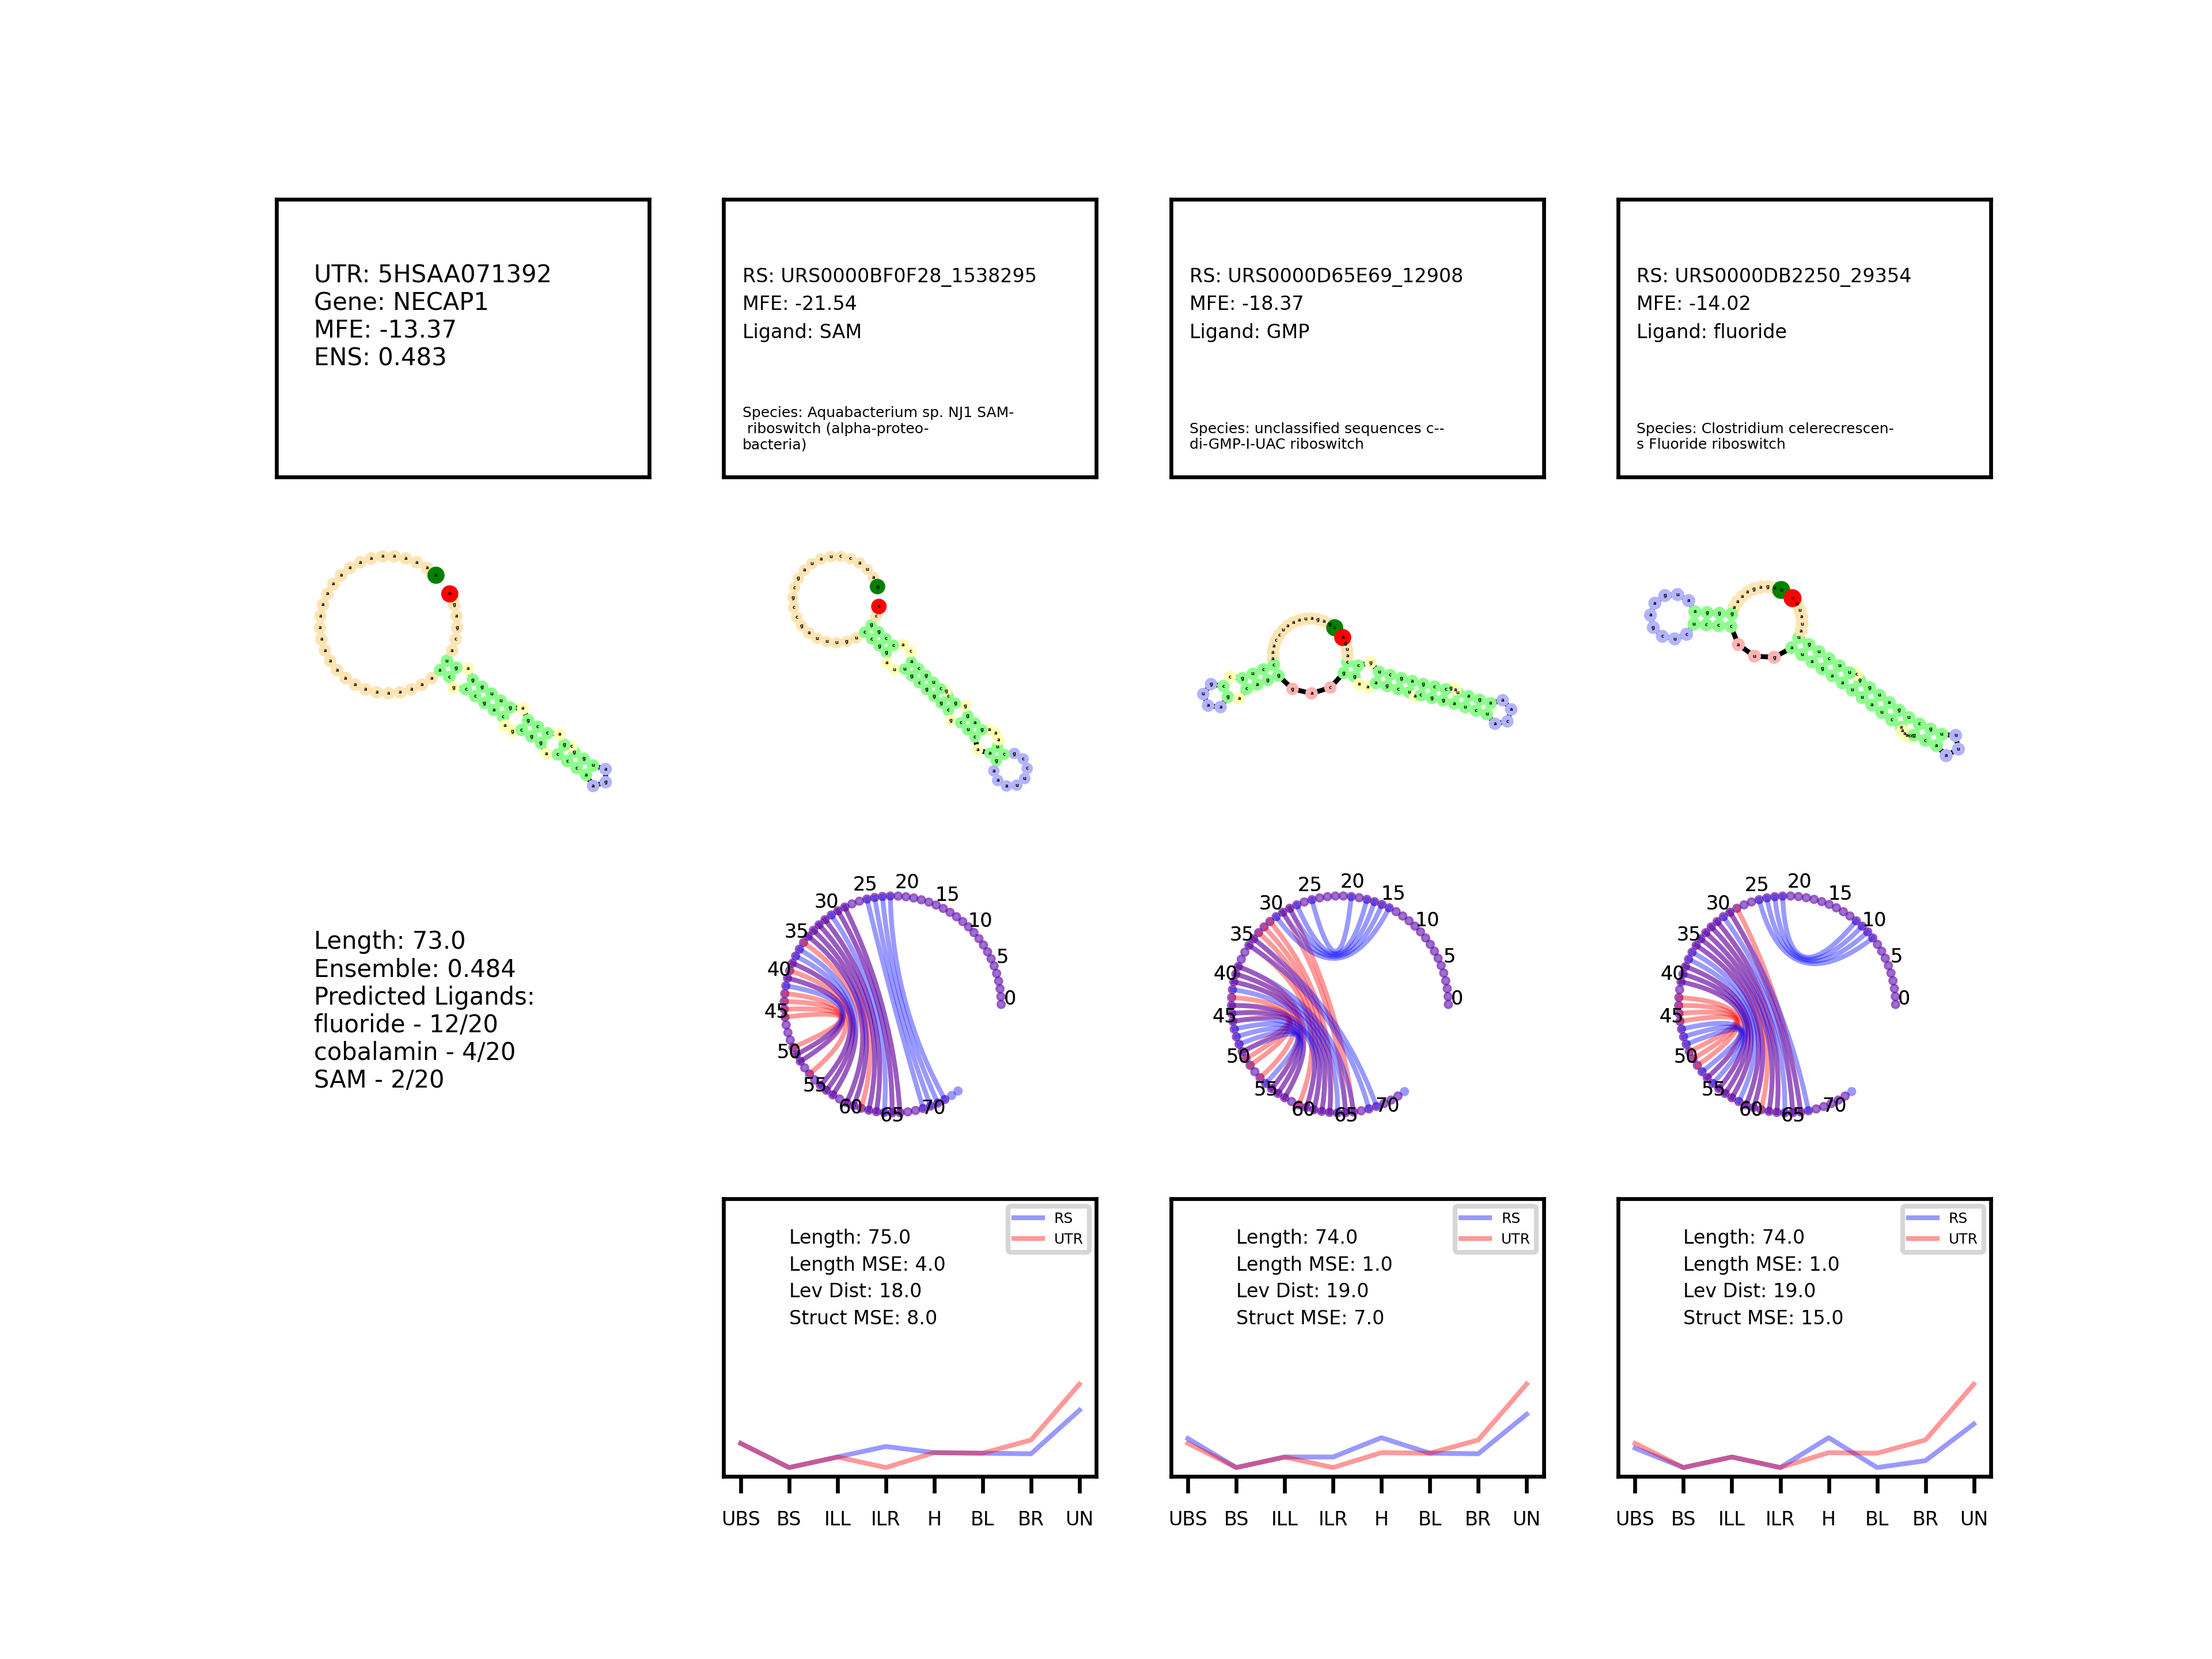 UTR: 5HSAA071392
Gene: NECAP1
MFE: -13.37
ENS: 0.483
RS: URS0000BF0F28_1538295
MFE: -21.54
Ligand: SAM
Species: Aquabacterium sp. NJ1 SAM-
riboswitch (alpha-proteo-
bacteria)
RS: URS0000D65E69_12908
MFE: -18.37
Ligand: GMP
Species: unclassified sequences c--
di-GMP-I-UAC riboswitch
RS: URS0000DB2250_29354
MFE: -14.02
Ligand: fluoride
Species: Clostridium celerecrescen-
s Fluoride riboswitch
Length: 73.0
Ensemble: 0.484
Predicted Ligands:
fluoride - 12/20
cobalamin - 4/20
SAM - 2/20
0
5
10
15
20
25
30
35
40
45
50
55
60
65
70
0
5
10
15
20
25
30
35
40
45
50
55
60
65
70
0
5
10
15
20
25
30
35
40
45
50
55
60
65
70
RS
UTR
Length: 75.0
Length MSE: 4.0
Lev Dist: 18.0
Struct MSE: 8.0
UBS BS ILL ILR H BL BR UN
RS
UTR
Length: 74.0
Length MSE: 1.0
Lev Dist: 19.0
Struct MSE: 7.0
UBS BS ILL ILR H BL BR UN
RS
UTR
Length: 74.0
Length MSE: 1.0
Lev Dist: 19.0
Struct MSE: 15.0
UBS BS ILL ILR H BL BR UN